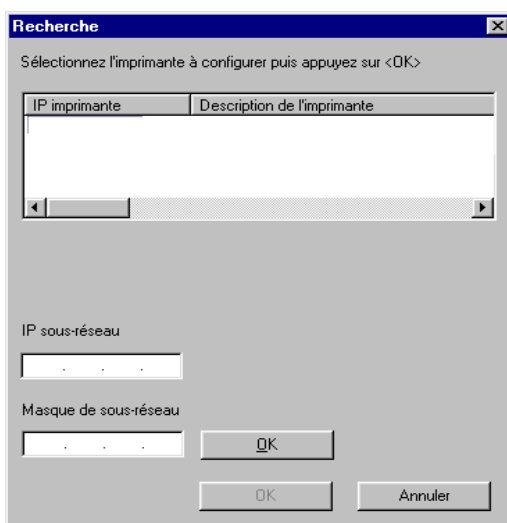 Recherche
Sélectionnez l'imprimante à configurer puis appuyez sur <OK>
IP imprimante Description de l'imprimante
IP sous-réseau
. . .
Masque de sous-réseau
. . . OK
OK Annuler